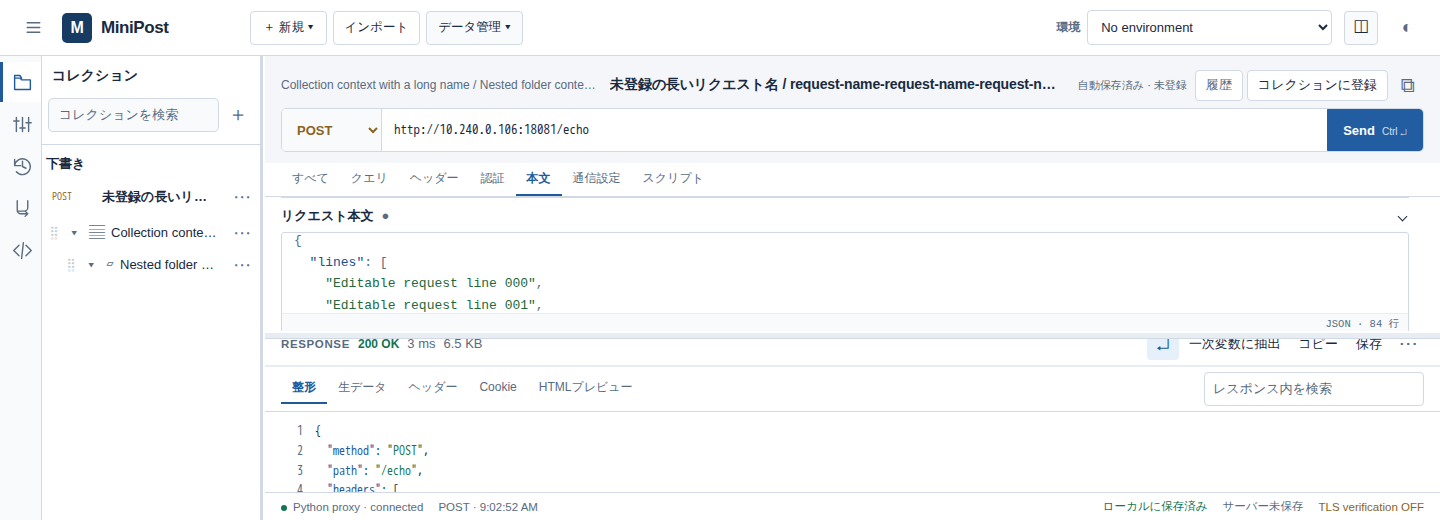 M MiniPost ＋ 新規 ▾ インポート データ管理 ▾ 環境 No environment
コレクション
コレクションを検索 ＋
下書き
POST 未登録の長いリ… ···
Collection conte… ···
Nested folder … ···
Collection context with a long name / Nested folder conte… 未登録の長いリクエスト名 / request-name-request-name-request-n… 自動保存済み · 未登録 履歴 コレクションに登録
POST http://10.240.0.106:18081/echo Send Ctrl ↵
すべて クエリ ヘッダー 認証 本文 通信設定 スクリプト
リクエスト本文 ●
{
"lines": [
"Editable request line 000",
"Editable request line 001",
JSON · 84 行
RESPONSE 200 OK 3 ms 6.5 KB 一次変数に抽出 コピー 保存 ···
整形 生データ ヘッダー Cookie HTMLプレビュー レスポンス内を検索
1 {
2 "method": "POST",
3 "path": "/echo",
4 "headers": [
Python proxy · connected POST · 9:02:52 AM ローカルに保存済み サーバー未保存 TLS verification OFF